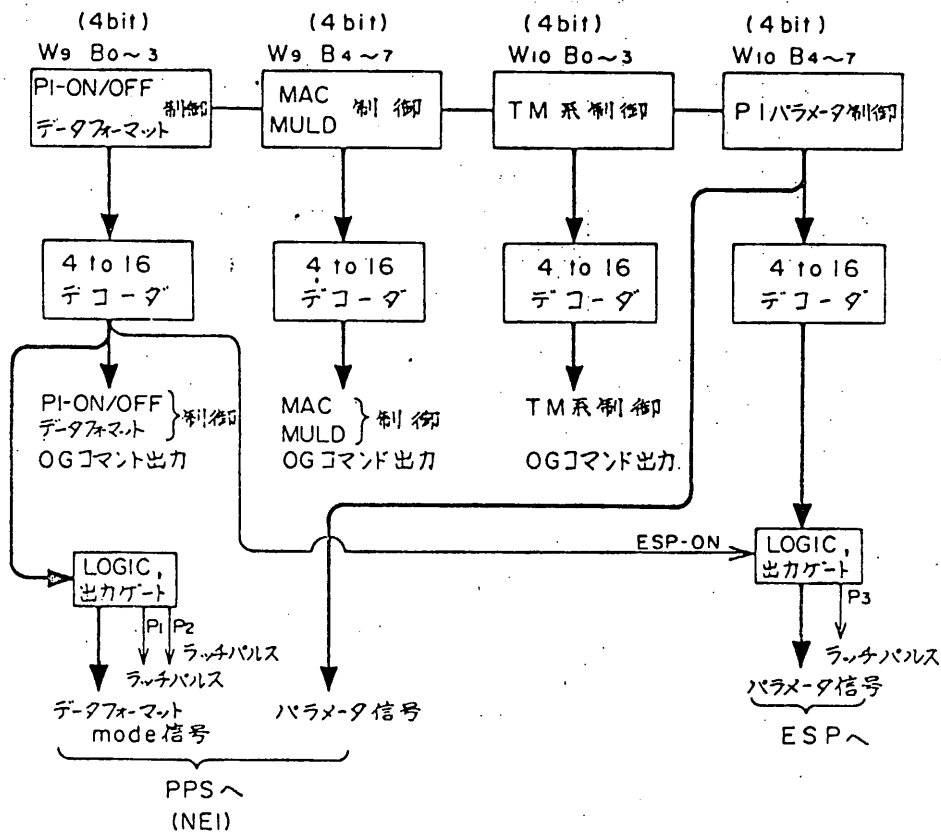 (4bit) (4bit) (4bit) (4bit)
W9 B0～3 W9 B4～7 W10 B0～3 W10 B4～7
PI-ON/OFF
データフォーマット 制御
MAC
MULD 制御
TM系制御
PIパラメータ制御
4 to 16
デコーダ
4 to 16
デコーダ
4 to 16
デコーダ
4 to 16
デコーダ
PI-ON/OFF
データフォーマット }制御
OGコマント出力
MAC
MULD }制御
OGコマンド出力
TM系制御
OGコマンド出力
ESP-ON
LOGIC,
出力ゲート
LOGIC,
出力ゲート
P1 P2
ラッチパルス
ラッチパルス
P3
ラッチパルス
データフォーマット
mode信号
パラメータ信号
パラメータ信号
PPSへ
(NEI)
ESPへ